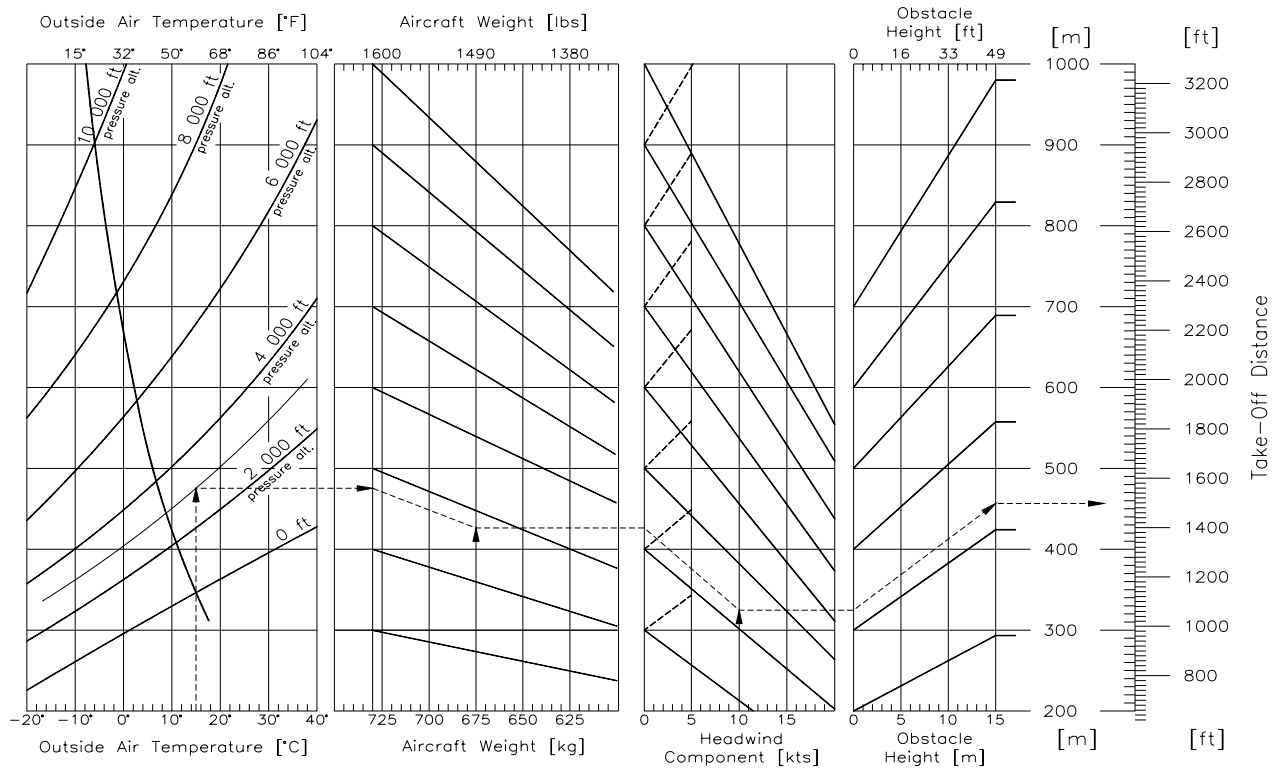 Outside Air Temperature [°F]
15° 32° 50° 68° 86° 104°
Aircraft Weight [lbs]
1600 1490 1380
Obstacle
Height [ft]
0 16 33 49
[m]
[ft]
10 000 ft
pressure alt.
8 000 ft
pressure alt.
6 000 ft
pressure alt.
4 000 ft
pressure alt.
2 000 ft
pressure alt.
0 ft
1000
900
800
700
600
500
400
300
200
3200
3000
2800
2600
2400
2200
2000
1800
1600
1400
1200
1000
800
Take-Off Distance
-20° -10° 0° 10° 20° 30° 40°
Outside Air Temperature [°C]
725 700 675 650 625
Aircraft Weight [kg]
0 5 10 15
Headwind
Component [kts]
0 5 10 15
Obstacle
Height [m]
[m]
[ft]